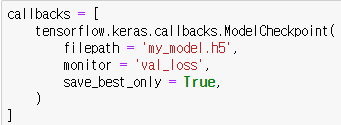 callbacks = [
    tensorflow.keras.callbacks.ModelCheckpoint(
        filepath = 'my_model.h5',
        monitor = 'val_loss',
        save_best_only = True,
    )
]